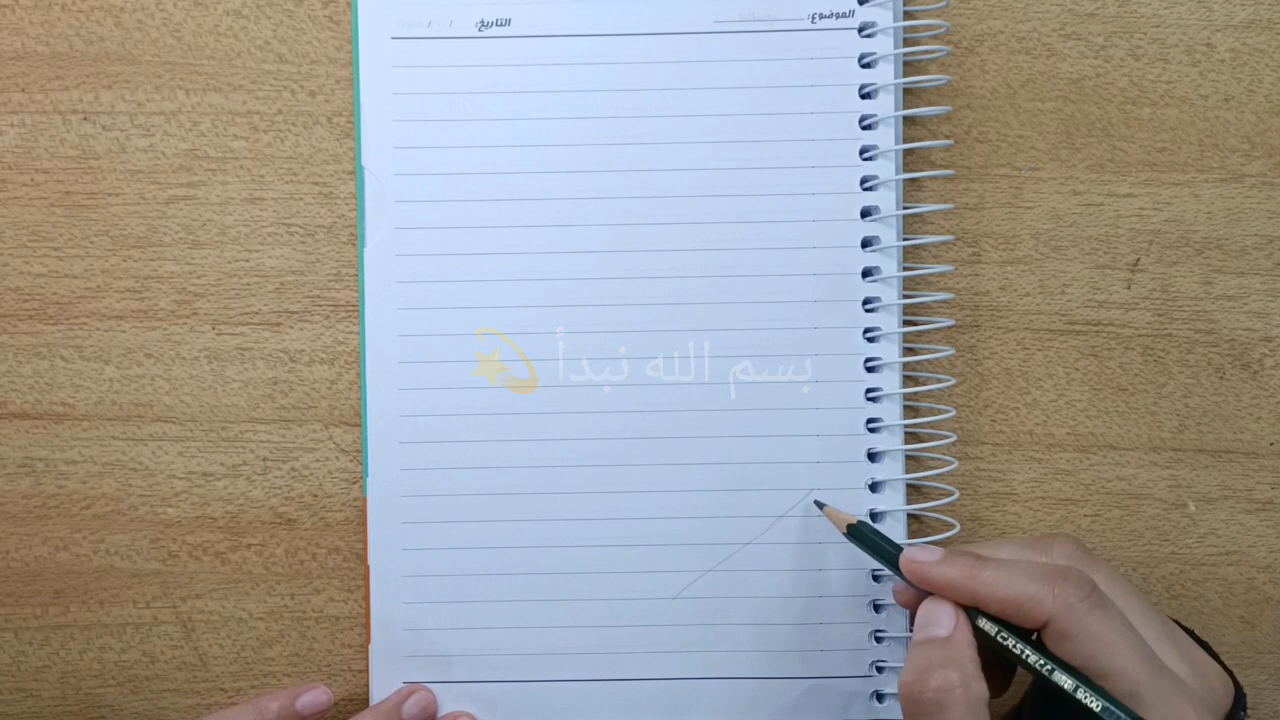 الموضوع: التاريخ: / /
بسم الله نبدأ 💫
CASTELL 9000